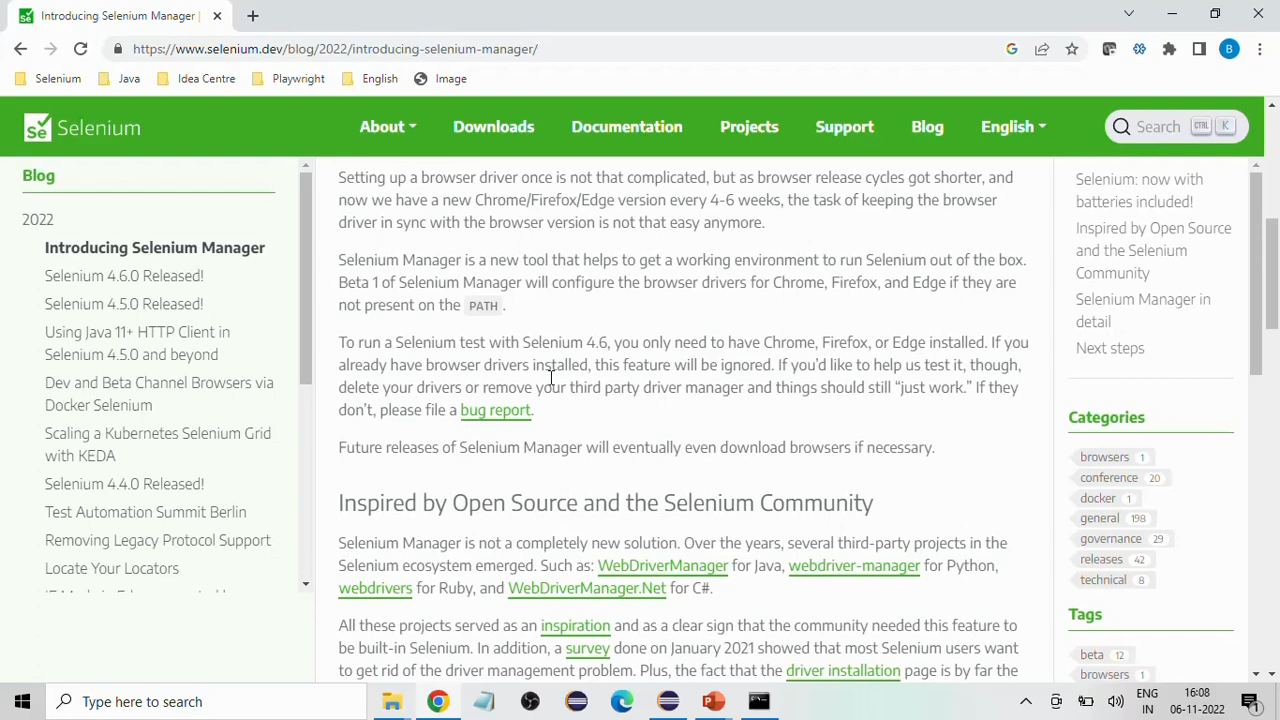 Introducing Selenium Manager |
https://www.selenium.dev/blog/2022/introducing-selenium-manager/
B
Selenium
Java
Idea Centre
Playwright
English
Image
Se Selenium
About
Downloads
Documentation
Projects
Support
Blog
English
Search CTRL K
Blog
2022
Introducing Selenium Manager
Selenium 4.6.0 Released!
Selenium 4.5.0 Released!
Using Java 11+ HTTP Client in
Selenium 4.5.0 and beyond
Dev and Beta Channel Browsers via
Docker Selenium
Scaling a Kubernetes Selenium Grid
with KEDA
Selenium 4.4.0 Released!
Test Automation Summit Berlin
Removing Legacy Protocol Support
Locate Your Locators
Setting up a browser driver once is not that complicated, but as browser release cycles got shorter, and
now we have a new Chrome/Firefox/Edge version every 4-6 weeks, the task of keeping the browser
driver in sync with the browser version is not that easy anymore.
Selenium Manager is a new tool that helps to get a working environment to run Selenium out of the box.
Beta 1 of Selenium Manager will configure the browser drivers for Chrome, Firefox, and Edge if they are
not present on the PATH.
To run a Selenium test with Selenium 4.6, you only need to have Chrome, Firefox, or Edge installed. If you
already have browser drivers installed, this feature will be ignored. If you'd like to help us test it, though,
delete your drivers or remove your third party driver manager and things should still “just work.” If they
don't, please file a bug report.
Future releases of Selenium Manager will eventually even download browsers if necessary.
Inspired by Open Source and the Selenium Community
Selenium Manager is not a completely new solution. Over the years, several third-party projects in the
Selenium ecosystem emerged. Such as: WebDriverManager for Java, webdriver-manager for Python,
webdrivers for Ruby, and WebDriverManager.Net for C#.
All these projects served as an inspiration and as a clear sign that the community needed this feature to
be built-in Selenium. In addition, a survey done on January 2021 showed that most Selenium users want
to get rid of the driver management problem. Plus, the fact that the driver installation page is by far the
Selenium: now with
batteries included!
Inspired by Open Source
and the Selenium
Community
Selenium Manager in
detail
Next steps
Categories
browsers 1
conference 20
docker 1
general 198
governance 29
releases 42
technical 8
Tags
beta 12
browsers 1
Type here to search
ENG
IN
16:08
06-11-2022
1